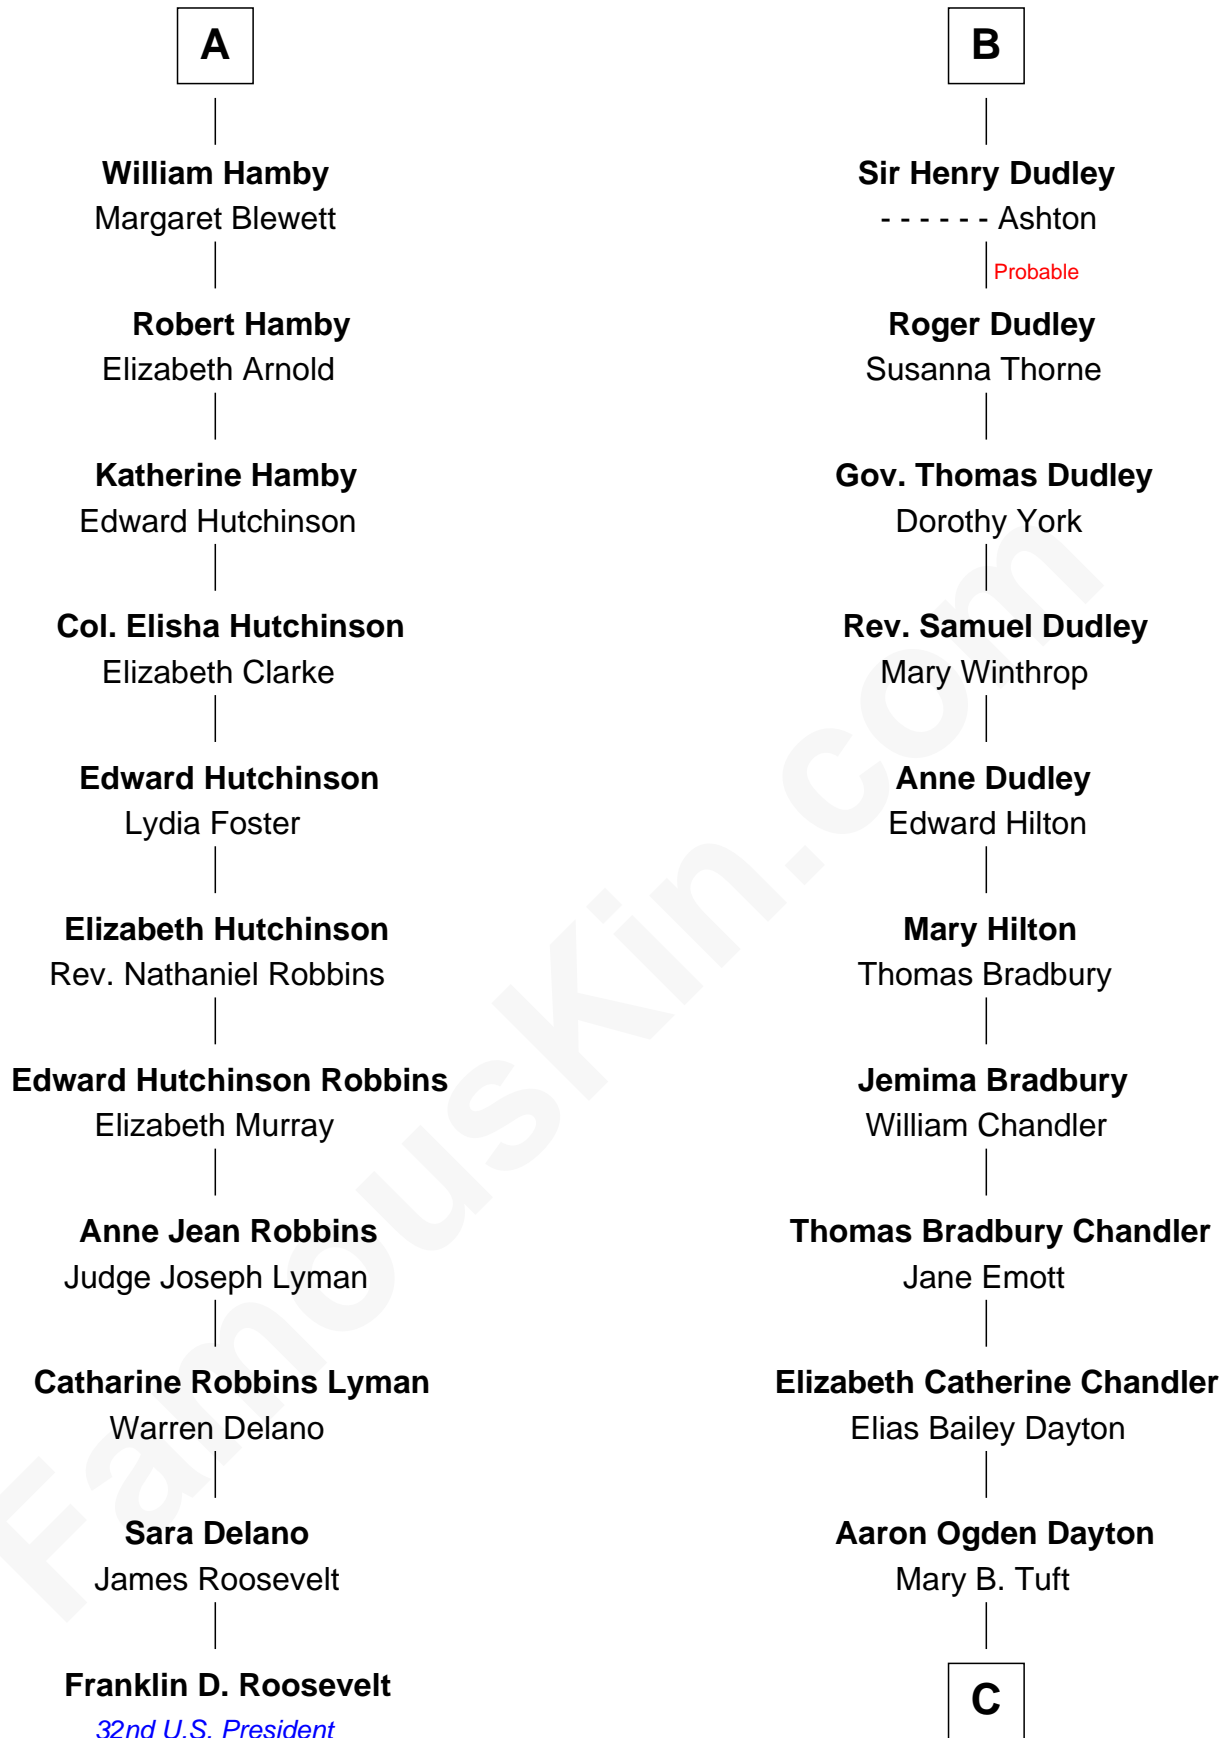 A
William Hamby
Margaret Blewett
Robert Hamby
Elizabeth Arnold
Katherine Hamby
Edward Hutchinson
Col. Elisha Hutchinson
Elizabeth Clarke
Edward Hutchinson
Lydia Foster
Elizabeth Hutchinson
Rev. Nathaniel Robbins
Edward Hutchinson Robbins
Elizabeth Murray
Anne Jean Robbins
Judge Joseph Lyman
Catharine Robbins Lyman
Warren Delano
Sara Delano
James Roosevelt
Franklin D. Roosevelt
32nd U.S. President
B
Sir Henry Dudley
- - - - - - Ashton
Probable
Roger Dudley
Susanna Thorne
Gov. Thomas Dudley
Dorothy York
Rev. Samuel Dudley
Mary Winthrop
Anne Dudley
Edward Hilton
Mary Hilton
Thomas Bradbury
Jemima Bradbury
William Chandler
Thomas Bradbury Chandler
Jane Emott
Elizabeth Catherine Chandler
Elias Bailey Dayton
Aaron Ogden Dayton
Mary B. Tuft
C
FamousKin.com